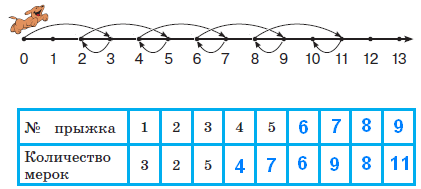 0 1 2 3 4 5 6 7 8 9 10 11 12 13
№ прыжка 1 2 3 4 5 6 7 8 9
Количество мерок 3 2 5 4 7 6 9 8 11